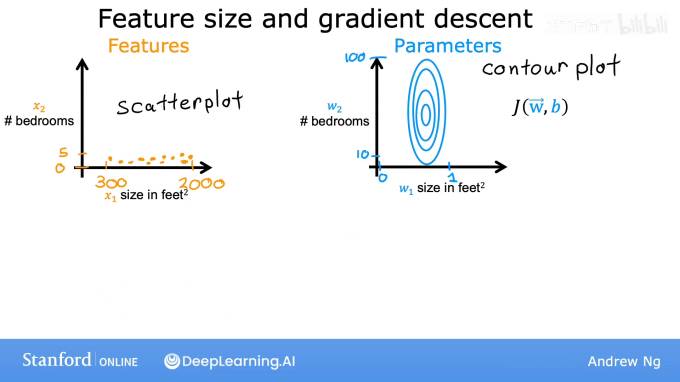 Feature size and gradient descent
bilibili
Features
Parameters
x₂
# bedrooms
scatterplot
5
0
300
2000
x₁ size in feet²
100
w₂
# bedrooms
10
0
1
w₁ size in feet²
contour plot
J(w⃗, b)
Stanford | ONLINE
DeepLearning.AI
Andrew Ng